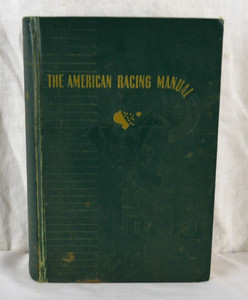 THE AMERICAN RACING MANUAL